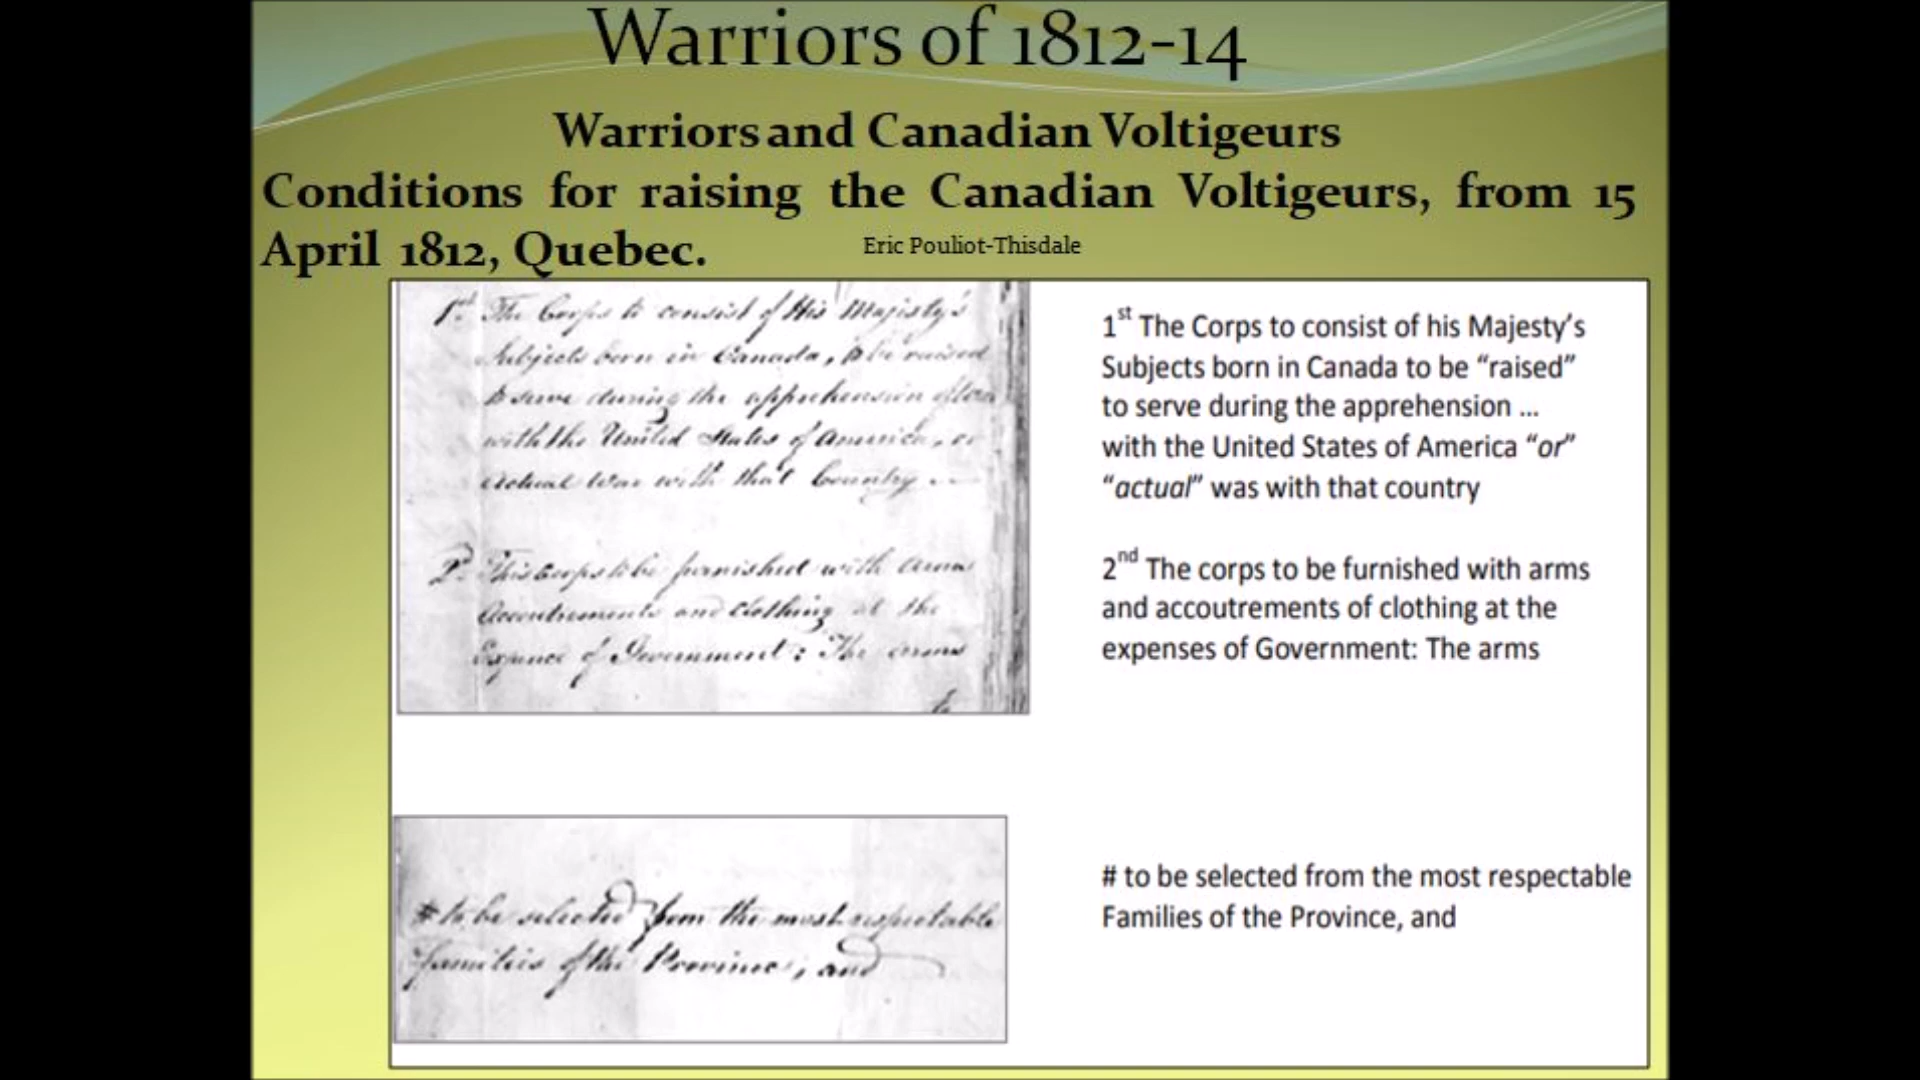 Warriors of 1812-14
Warriors and Canadian Voltigeurs
Conditions for raising the Canadian Voltigeurs, from 15
April 1812, Quebec.
Eric Pouliot-Thisdale
1st. The Corps to consist of His Majesty's
Subjects born in Canada, to be raised
to serve during the apprehension of War
with the United States of America, or
actual War with that Country
2d. This Corps to be furnished with Arms
Accoutrements and Clothing at the
Expence of Government: The arms
to
1st The Corps to consist of his Majesty’s
Subjects born in Canada to be “raised”
to serve during the apprehension ...
with the United States of America “or”
“actual” was with that country
2nd The corps to be furnished with arms
and accoutrements of clothing at the
expenses of Government: The arms
# to be selected from the most respectable
families of the Province, and
# to be selected from the most respectable
Families of the Province, and